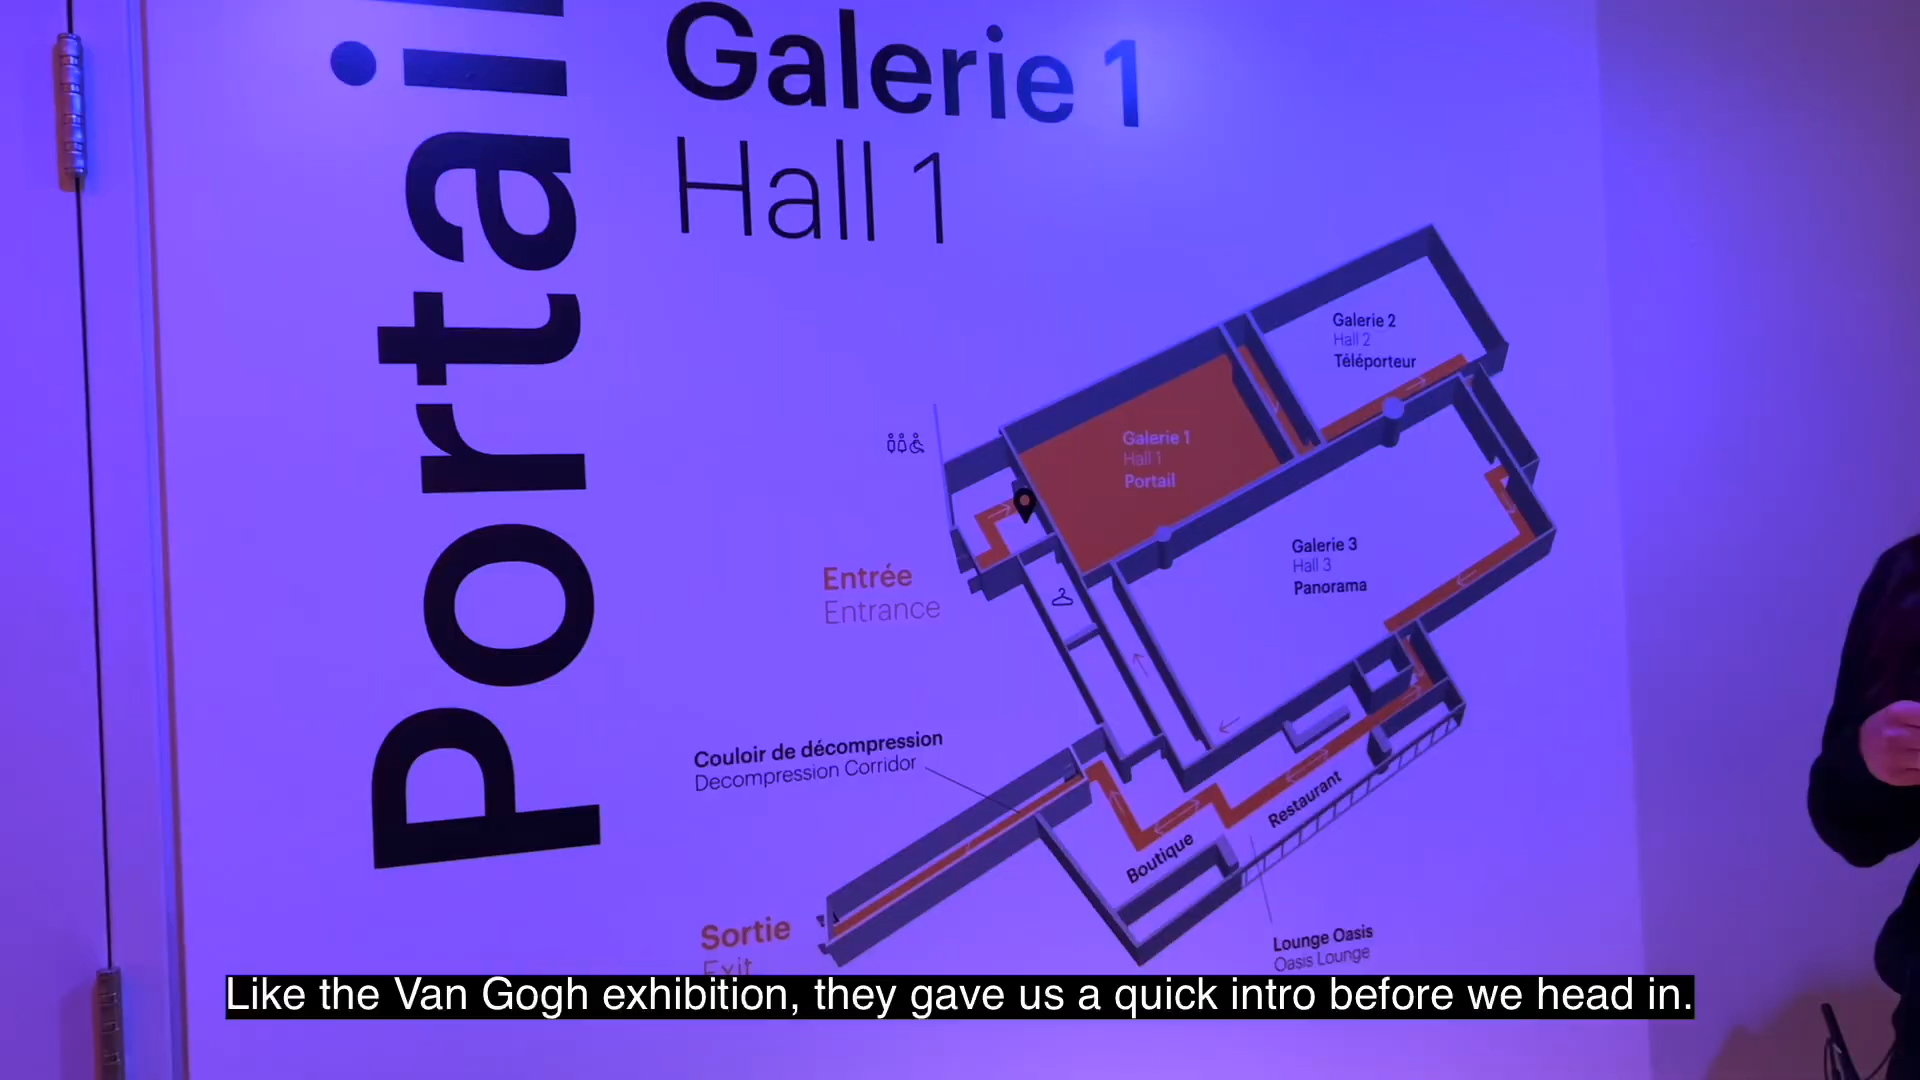 Portail
Galerie 1
Hall 1
Galerie 2
Hall 2
Téléporteur
Galerie 1
Hall 1
Portail
Galerie 3
Hall 3
Panorama
Entrée
Entrance
Couloir de décompression
Decompression Corridor
Restaurant
Boutique
Sortie
Exit
Lounge Oasis
Oasis Lounge
Like the Van Gogh exhibition, they gave us a quick intro before we head in.